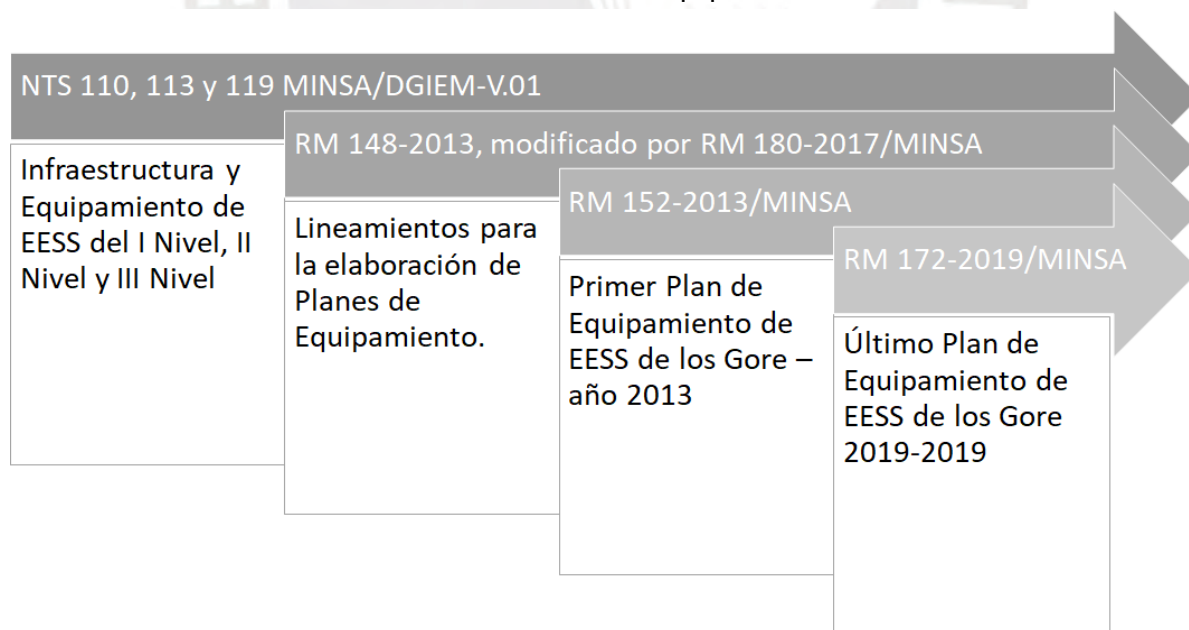 NTS 110, 113 y 119 MINSA/DGIEM-V.01
Infraestructura y
Equipamiento de
EESS del I Nivel, II
Nivel y III Nivel
RM 148-2013, modificado por RM 180-2017/MINSA
Lineamientos para
la elaboración de
Planes de
Equipamiento.
RM 152-2013/MINSA
Primer Plan de
Equipamiento de
EESS de los Gore –
año 2013
RM 172-2019/MINSA
Último Plan de
Equipamiento de
EESS de los Gore
2019-2019